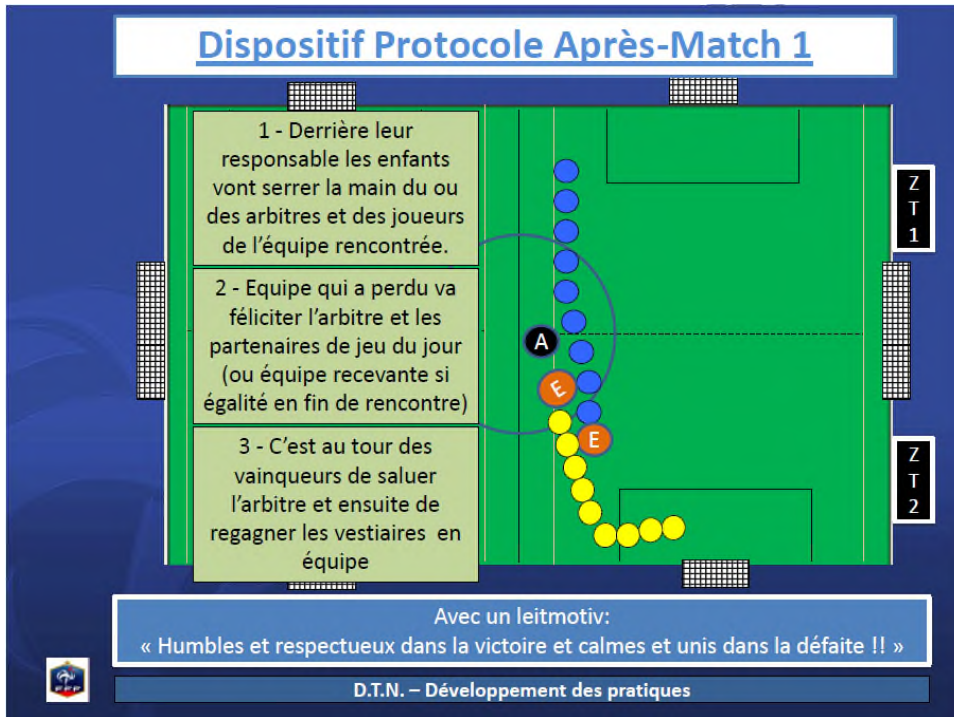 Dispositif Protocole Après-Match 1
1 - Derrière leur
responsable les enfants
vont serrer la main du ou
des arbitres et des joueurs
de l'équipe rencontrée.
2 - Equipe qui a perdu va
féliciter l'arbitre et les
partenaires de jeu du jour
(ou équipe recevante si
égalité en fin de rencontre)
3 - C'est au tour des
vainqueurs de saluer
l'arbitre et ensuite de
regagner les vestiaires en
équipe
A
E
E
Z
T
1
Z
T
2
Avec un leitmotiv:
« Humbles et respectueux dans la victoire et calmes et unis dans la défaite !! »
FFF
D.T.N. – Développement des pratiques